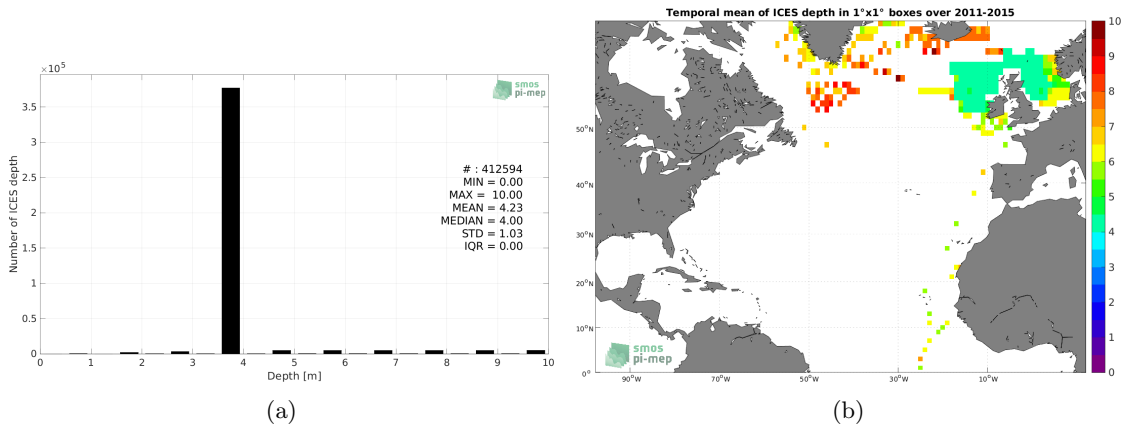 ×10⁵
3.5
3
2.5
2
1.5
1
0.5
0
0 1 2 3 4 5 6 7 8 9 10
Number of ICES depth
Depth [m]
smos
pi-mep
# : 412594
MIN = 0.00
MAX = 10.00
MEAN = 4.23
MEDIAN = 4.00
STD = 1.03
IQR = 0.00
(a)
Temporal mean of ICES depth in 1°x1° boxes over 2011-2015
50°N
40°N
30°N
20°N
10°N
0°
90°W 70°W 50°W 30°W 10°W
smos
pi-mep
10
9
8
7
6
5
4
3
2
1
0
(b)